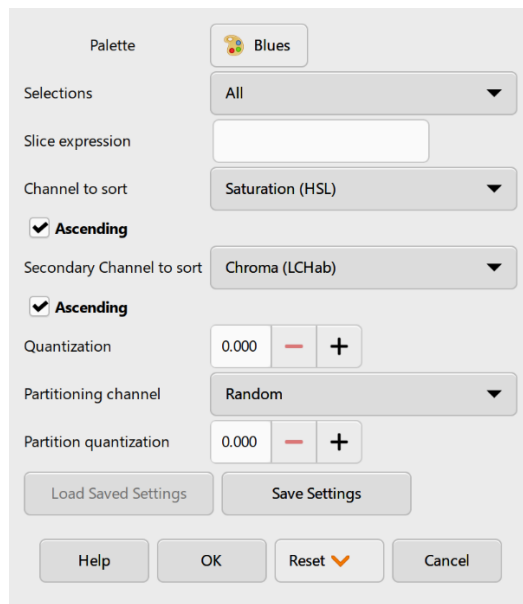 Palette Blues
Selections All
Slice expression
Channel to sort Saturation (HSL)
Ascending
Secondary Channel to sort Chroma (LCHab)
Ascending
Quantization 0.000
Partitioning channel Random
Partition quantization 0.000
Load Saved Settings Save Settings
Help OK Reset Cancel